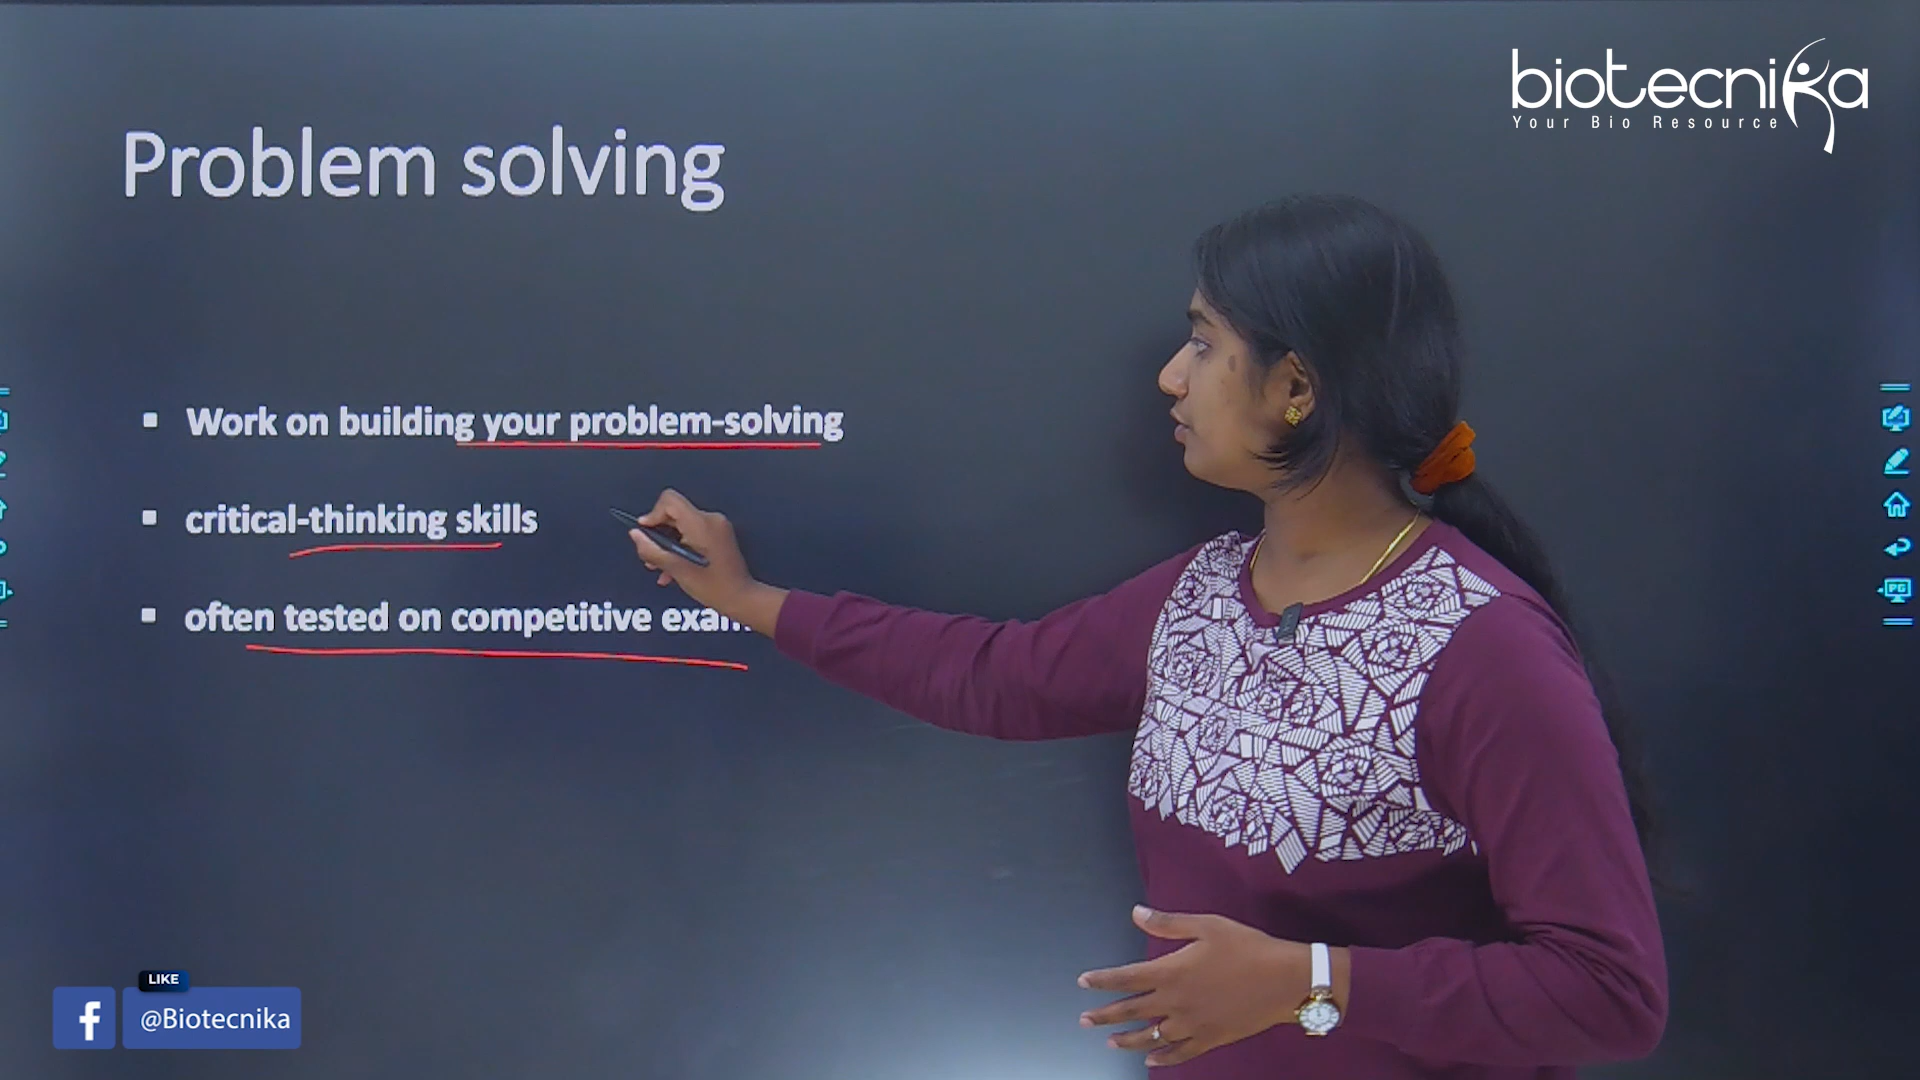 biotecnika
Your Bio Resource
Problem solving
Work on building your problem-solving
critical-thinking skills
often tested on competitive
LIKE
f @Biotecnika
PG